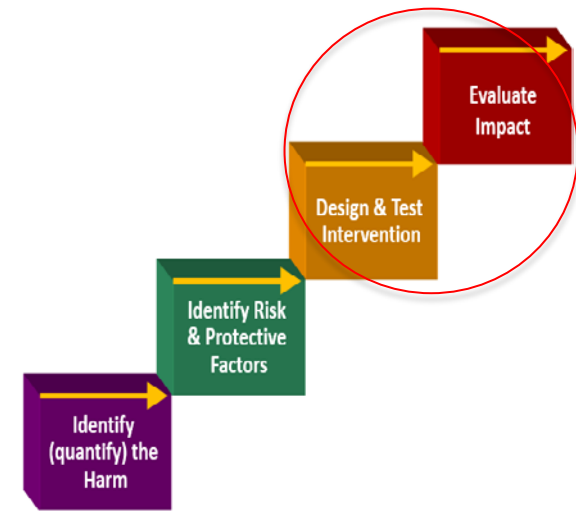 Evaluate
Impact
Design & Test
Intervention
Identify Risk
& Protective
Factors
Identify
(quantify) the
Harm